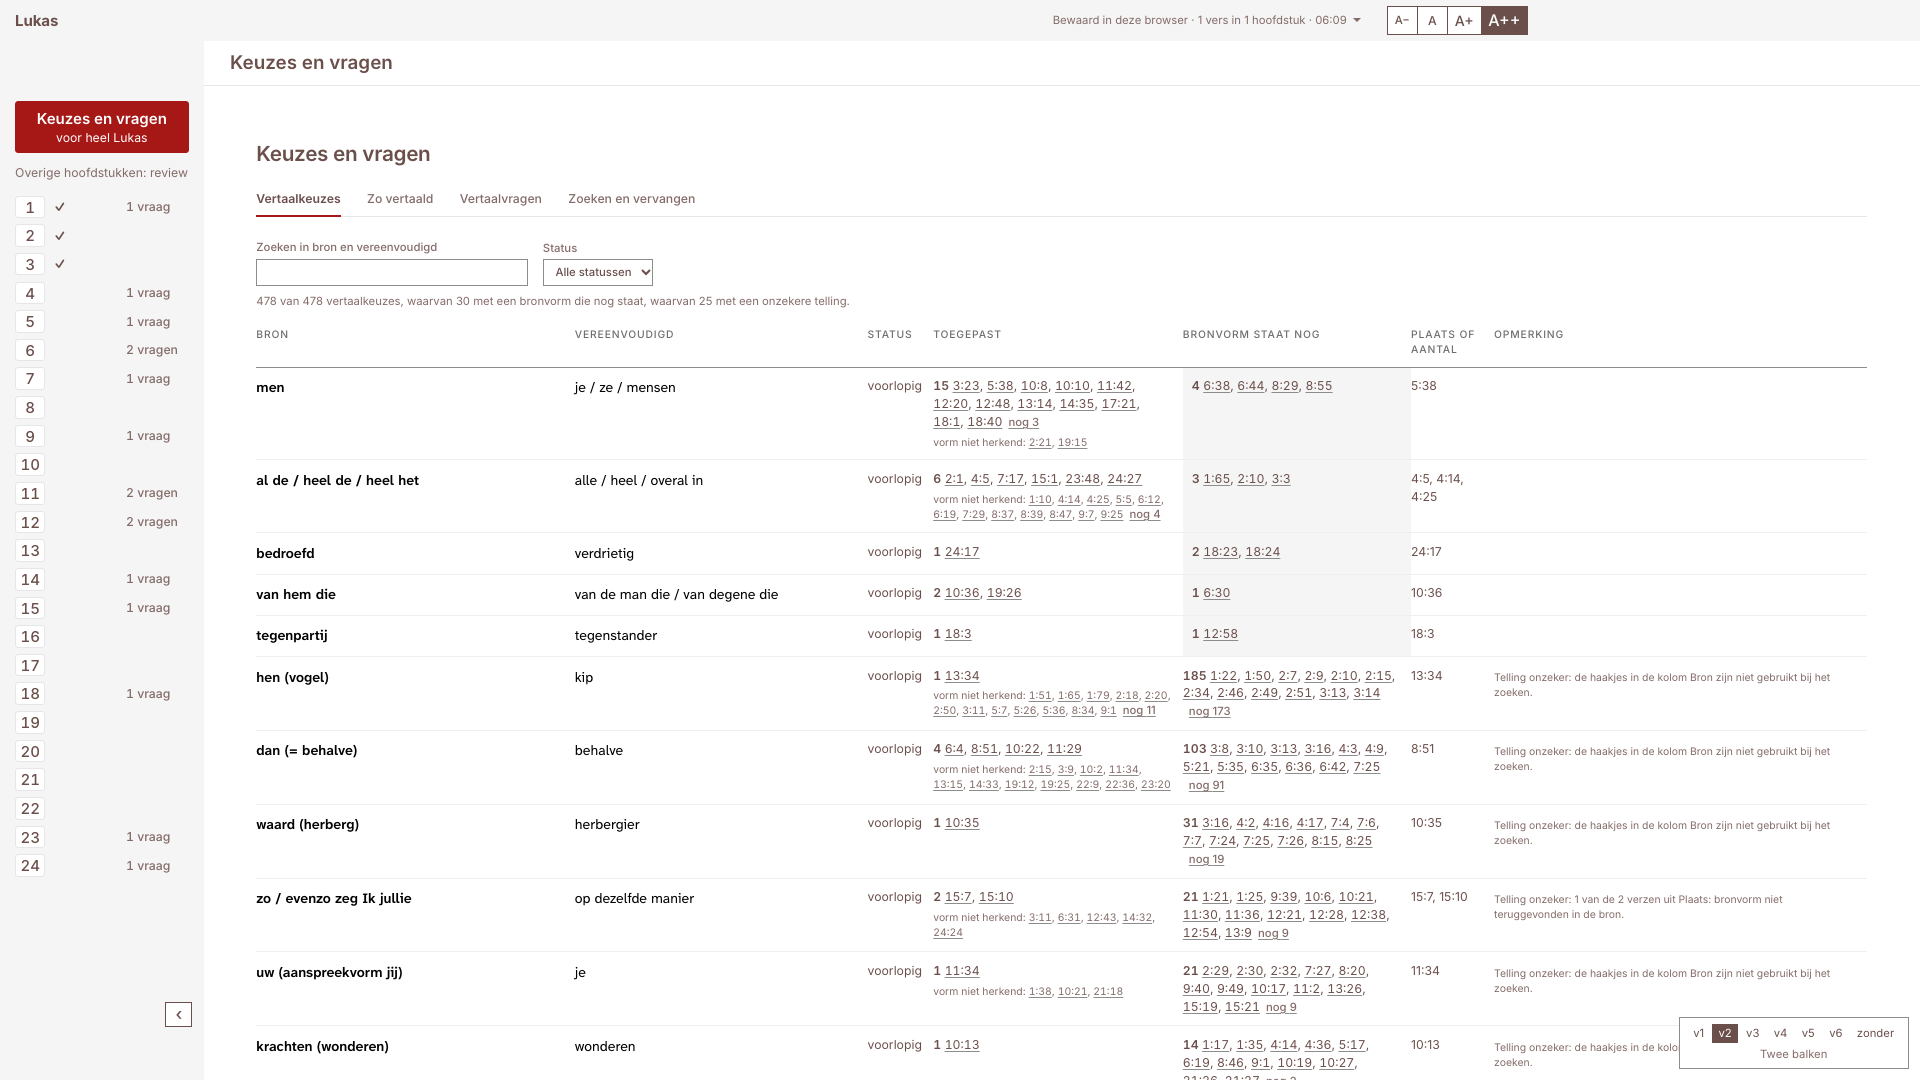 Lukas
Bewaard in deze browser · 1 vers in 1 hoofdstuk · 06:09
A− A A+ A++
Keuzes en vragen
Keuzes en vragen
voor heel Lukas
Overige hoofdstukken: review
1 ✓ 1 vraag
2 ✓
3 ✓
4 1 vraag
5 1 vraag
6 2 vragen
7 1 vraag
8
9 1 vraag
10
11 2 vragen
12 2 vragen
13
14 1 vraag
15 1 vraag
16
17
18 1 vraag
19
20
21
22
23 1 vraag
24 1 vraag
‹
Keuzes en vragen
Vertaalkeuzes Zo vertaald Vertaalvragen Zoeken en vervangen
Zoeken in bron en vereenvoudigd
Status
Alle statussen
478 van 478 vertaalkeuzes, waarvan 30 met een bronvorm die nog staat, waarvan 25 met een onzekere telling.
BRON VEREENVOUDIGD STATUS TOEGEPAST BRONVORM STAAT NOG PLAATS OF AANTAL OPMERKING
men je / ze / mensen voorlopig 15 3:23, 5:38, 10:8, 10:10, 11:42, 4 6:38, 6:44, 8:29, 8:55 5:38
12:20, 12:48, 13:14, 14:35, 17:21,
18:1, 18:40 nog 3
vorm niet herkend: 2:21, 19:15
al de / heel de / heel het alle / heel / overal in voorlopig 6 2:1, 4:5, 7:17, 15:1, 23:48, 24:27 3 1:65, 2:10, 3:3 4:5, 4:14,
4:25
vorm niet herkend: 1:10, 4:14, 4:25, 5:5, 6:12,
6:19, 7:29, 8:37, 8:39, 8:47, 9:7, 9:25 nog 4
bedroefd verdrietig voorlopig 1 24:17 2 18:23, 18:24 24:17
van hem die van de man die / van degene die voorlopig 2 10:36, 19:26 1 6:30 10:36
tegenpartij tegenstander voorlopig 1 18:3 1 12:58 18:3
hen (vogel) kip voorlopig 1 13:34 185 1:22, 1:50, 2:7, 2:9, 2:10, 2:15, 13:34 Telling onzeker: de haakjes in de kolom Bron zijn niet gebruikt bij het
zoeken.
vorm niet herkend: 1:51, 1:65, 1:79, 2:18, 2:20, 2:34, 2:46, 2:49, 2:51, 3:13, 3:14
2:50, 3:11, 5:7, 5:26, 5:36, 8:34, 9:1 nog 11 nog 173
dan (= behalve) behalve voorlopig 4 6:4, 8:51, 10:22, 11:29 103 3:8, 3:10, 3:13, 3:16, 4:3, 4:9, 8:51 Telling onzeker: de haakjes in de kolom Bron zijn niet gebruikt bij het
zoeken.
vorm niet herkend: 2:15, 3:9, 10:2, 11:34, 5:21, 5:35, 6:35, 6:36, 6:42, 7:25
13:15, 14:33, 19:12, 19:25, 22:9, 22:36, 23:20 nog 91
waard (herberg) herbergier voorlopig 1 10:35 31 3:16, 4:2, 4:16, 4:17, 7:4, 7:6, 10:35 Telling onzeker: de haakjes in de kolom Bron zijn niet gebruikt bij het
zoeken.
7:7, 7:24, 7:25, 7:26, 8:15, 8:25
nog 19
zo / evenzo zeg Ik jullie op dezelfde manier voorlopig 2 15:7, 15:10 21 1:21, 1:25, 9:39, 10:6, 10:21, 15:7, 15:10 Telling onzeker: 1 van de 2 verzen uit Plaats: bronvorm niet
teruggevonden in de bron.
vorm niet herkend: 3:11, 6:31, 12:43, 14:32, 11:30, 11:36, 12:21, 12:28, 12:38,
24:24 12:54, 13:9 nog 9
uw (aanspreekvorm jij) je voorlopig 1 11:34 21 2:29, 2:30, 2:32, 7:27, 8:20, 11:34 Telling onzeker: de haakjes in de kolom Bron zijn niet gebruikt bij het
zoeken.
vorm niet herkend: 1:38, 10:21, 21:18 9:40, 9:49, 10:17, 11:2, 13:26,
15:19, 15:21 nog 9
krachten (wonderen) wonderen voorlopig 1 10:13 14 1:17, 1:35, 4:14, 4:36, 5:17, 10:13 Telling onzeker: de haakjes in de
zoeken.
6:19, 8:46, 9:1, 10:19, 10:27,
v1 v2 v3 v4 v5 v6 zonder
Twee balken